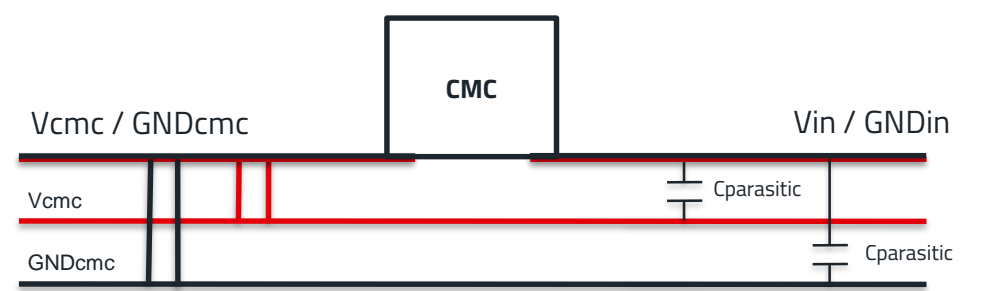 CMC
Vcmc / GNDcmc
Vin / GNDin
Cparasitic
Vcmc
Cparasitic
GNDcmc